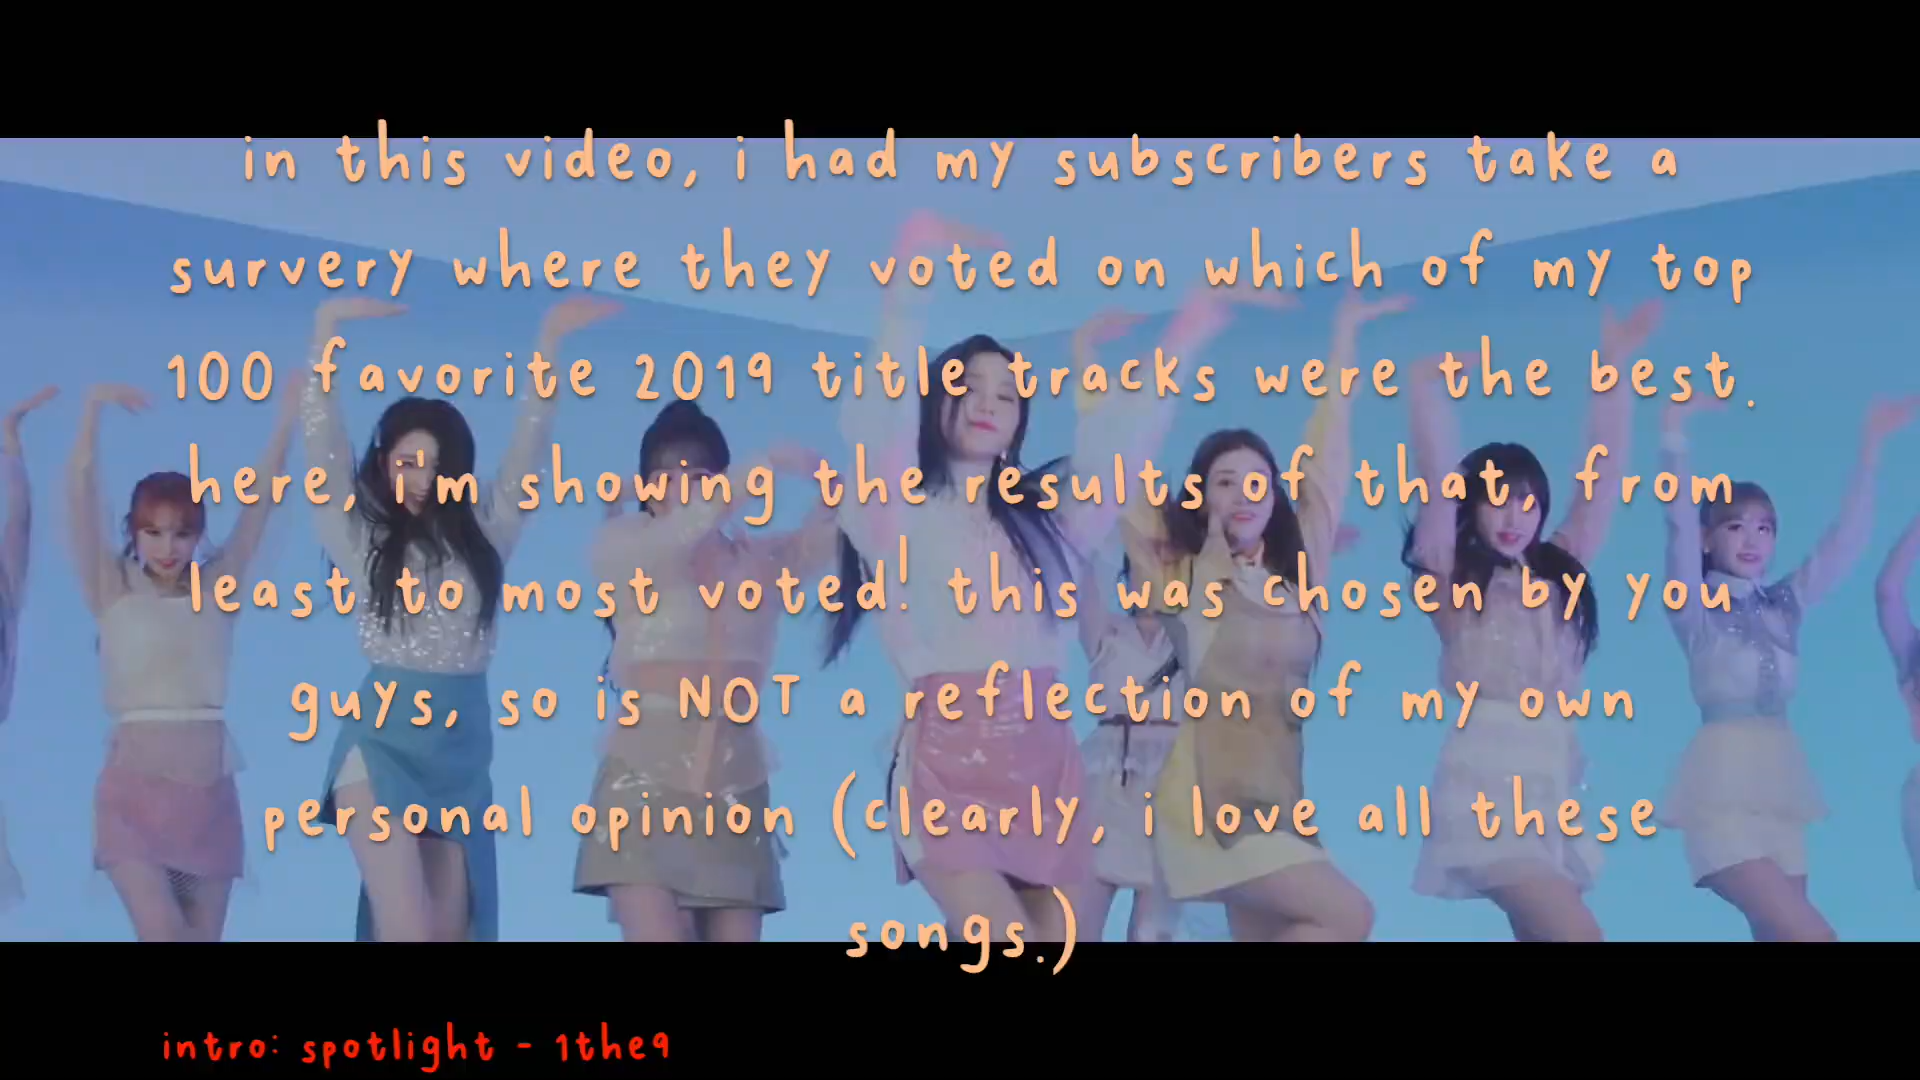 in this video, i had my subscribers take a
survery where they voted on which of my top
100 favorite 2019 title tracks were the best.
here, i'm showing the results of that, from
least to most voted! this was chosen by you
guys, so is NOT a reflection of my own
personal opinion (clearly, i love all these
songs.)
intro: spotlight - 1the9